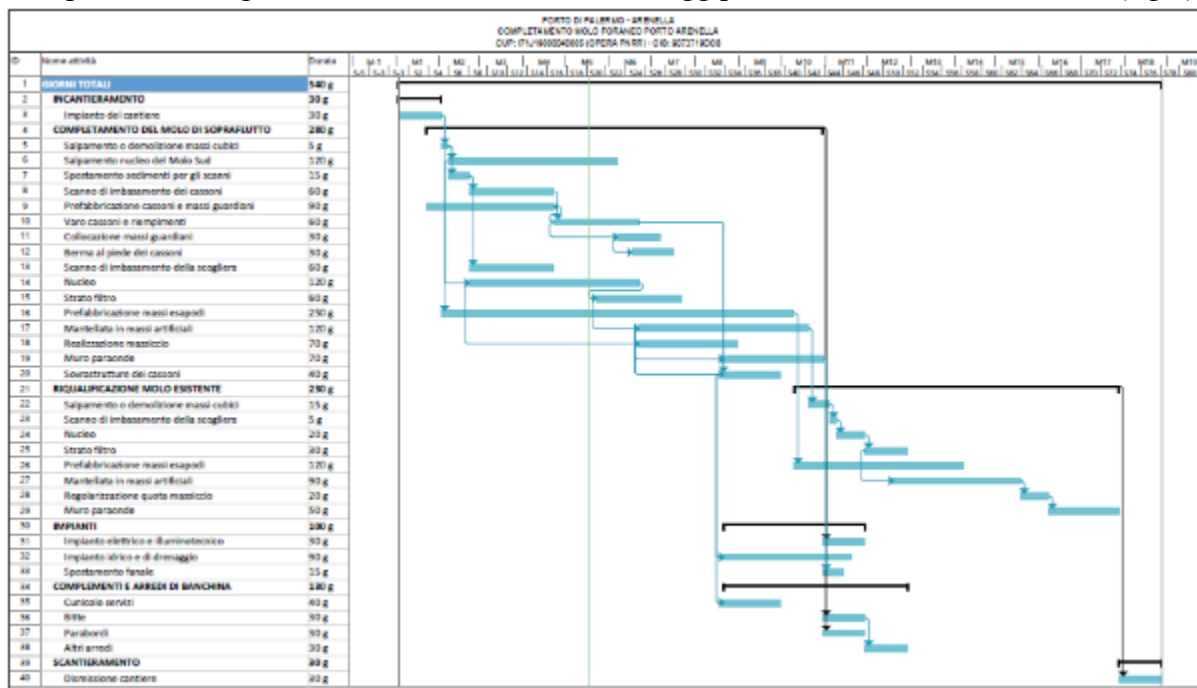 PORTO DI PALERMO - ARENELLA
COMPLETAMENTO MOLO FORANEO PORTO ARENELLA
ID Nome attività Durata
1 GIORNI TOTALI 540 g
2 INCANTIERAMENTO 30 g
3 Impianto del cantiere 30 g
4 COMPLETAMENTO DEL MOLO DI SOPRAFLUTTO 280 g
5 Salpamento o demolizione massi cubici 5 g
6 Salpamento nucleo del Molo Sud 120 g
7 Spostamento sedimenti per gli scanni 15 g
8 Scanno di imbasamento dei cassoni 60 g
9 Prefabbricazione cassoni e massi guardiani 90 g
10 Varo cassoni e riempimenti 60 g
11 Collocazione massi guardiani 30 g
12 Berma al piede dei cassoni 30 g
13 Scanno di imbasamento della scogliera 60 g
14 Nucleo 120 g
15 Strato filtro 60 g
16 Prefabbricazione massi esapodi 250 g
17 Mantellata in massi artificiali 120 g
18 Realizzazione massiccio 70 g
19 Muro paraonde 70 g
20 Sovrastrutture dei cassoni 40 g
21 RIQUALIFICAZIONE MOLO ESISTENTE 230 g
22 Salpamento o demolizione massi cubici 15 g
23 Scanno di imbasamento della scogliera 5 g
24 Nucleo 20 g
25 Strato filtro 30 g
26 Prefabbricazione massi esapodi 120 g
27 Mantellata in massi artificiali 90 g
28 Regolarizzazione quota massiccio 20 g
29 Muro paraonde 50 g
30 IMPIANTI 100 g
31 Impianto elettrico e illuminotecnico 30 g
32 Impianto idrico e di drenaggio 90 g
33 Spostamento fanale 15 g
34 COMPLEMENTI E ARREDI DI BANCHINA 130 g
35 Cunicolo servizi 40 g
36 Bitte 30 g
37 Parabordi 30 g
38 Altri arredi 30 g
39 SCANTIERAMENTO 30 g
40 Dismissione cantiere 30 g